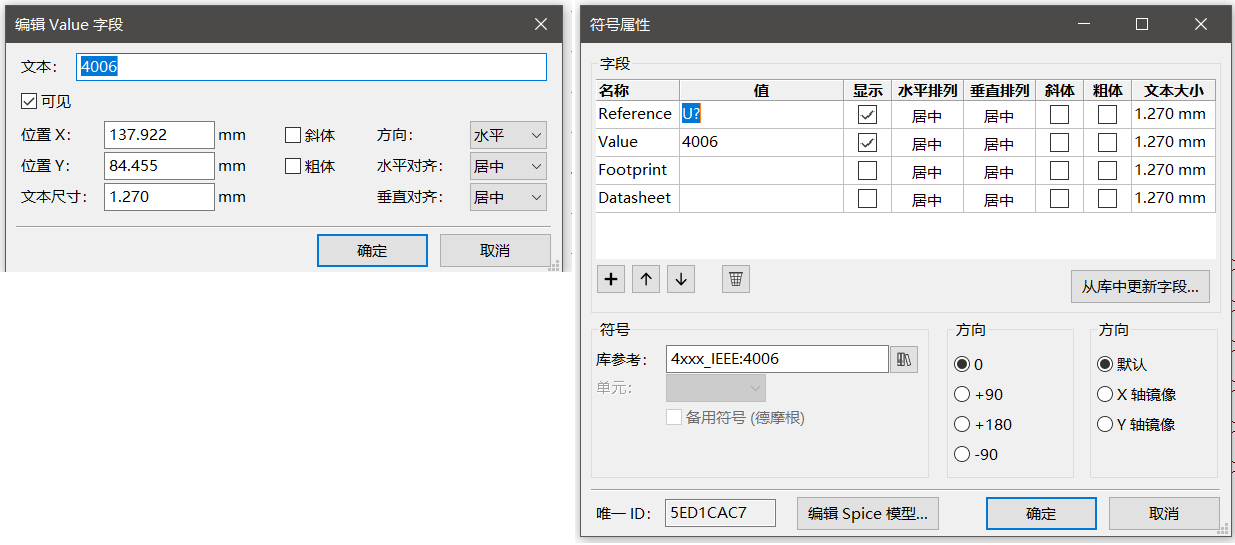 编辑 Value 字段
文本： 4006
可见
位置 X： 137.922 mm 斜体 方向： 水平
位置 Y： 84.455 mm 粗体 水平对齐： 居中
文本尺寸： 1.270 mm 垂直对齐： 居中
确定 取消
符号属性
字段
名称 值 显示 水平排列 垂直排列 斜体 粗体 文本大小
Reference U? 居中 居中 1.270 mm
Value 4006 居中 居中 1.270 mm
Footprint 居中 居中 1.270 mm
Datasheet 居中 居中 1.270 mm
从库中更新字段...
符号
库参考： 4xxx_IEEE:4006
单元：
备用符号 (德摩根)
方向
0
+90
+180
-90
方向
默认
X 轴镜像
Y 轴镜像
唯一 ID： 5ED1CAC7 编辑 Spice 模型... 确定 取消